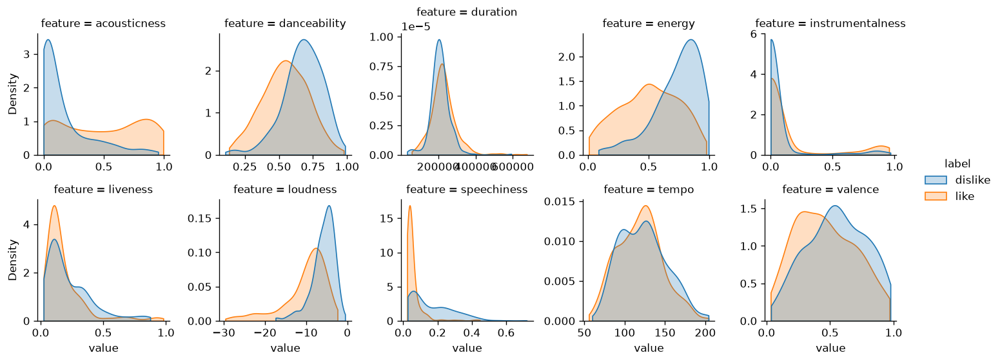 feature = acousticness
Density
3
2
1
0
0.0 0.5 1.0
feature = danceability
2
1
0
0.25 0.50 0.75 1.00
feature = duration
1e−5
1.00
0.75
0.50
0.25
0.00
200000 400000 600000
feature = energy
2.0
1.5
1.0
0.5
0.0
0.0 0.5 1.0
feature = instrumentalness
6
4
2
0
0.0 0.5 1.0
label
dislike
like
feature = liveness
Density
4
2
0
0.0 0.5 1.0
value
feature = loudness
0.15
0.10
0.05
0.00
−30 −20 −10 0
value
feature = speechiness
15
10
5
0
0.0 0.2 0.4 0.6
value
feature = tempo
0.015
0.010
0.005
0.000
50 100 150 200
value
feature = valence
1.5
1.0
0.5
0.0
0.0 0.5 1.0
value